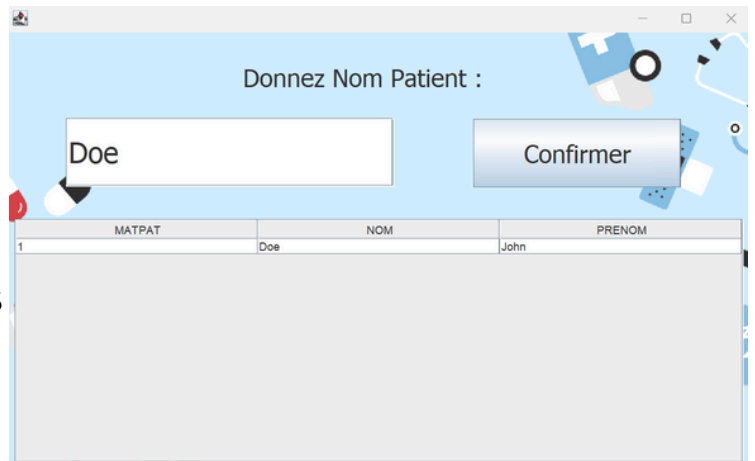 Donnez Nom Patient :
Doe
Confirmer
MATPAT NOM PRENOM
1 Doe John